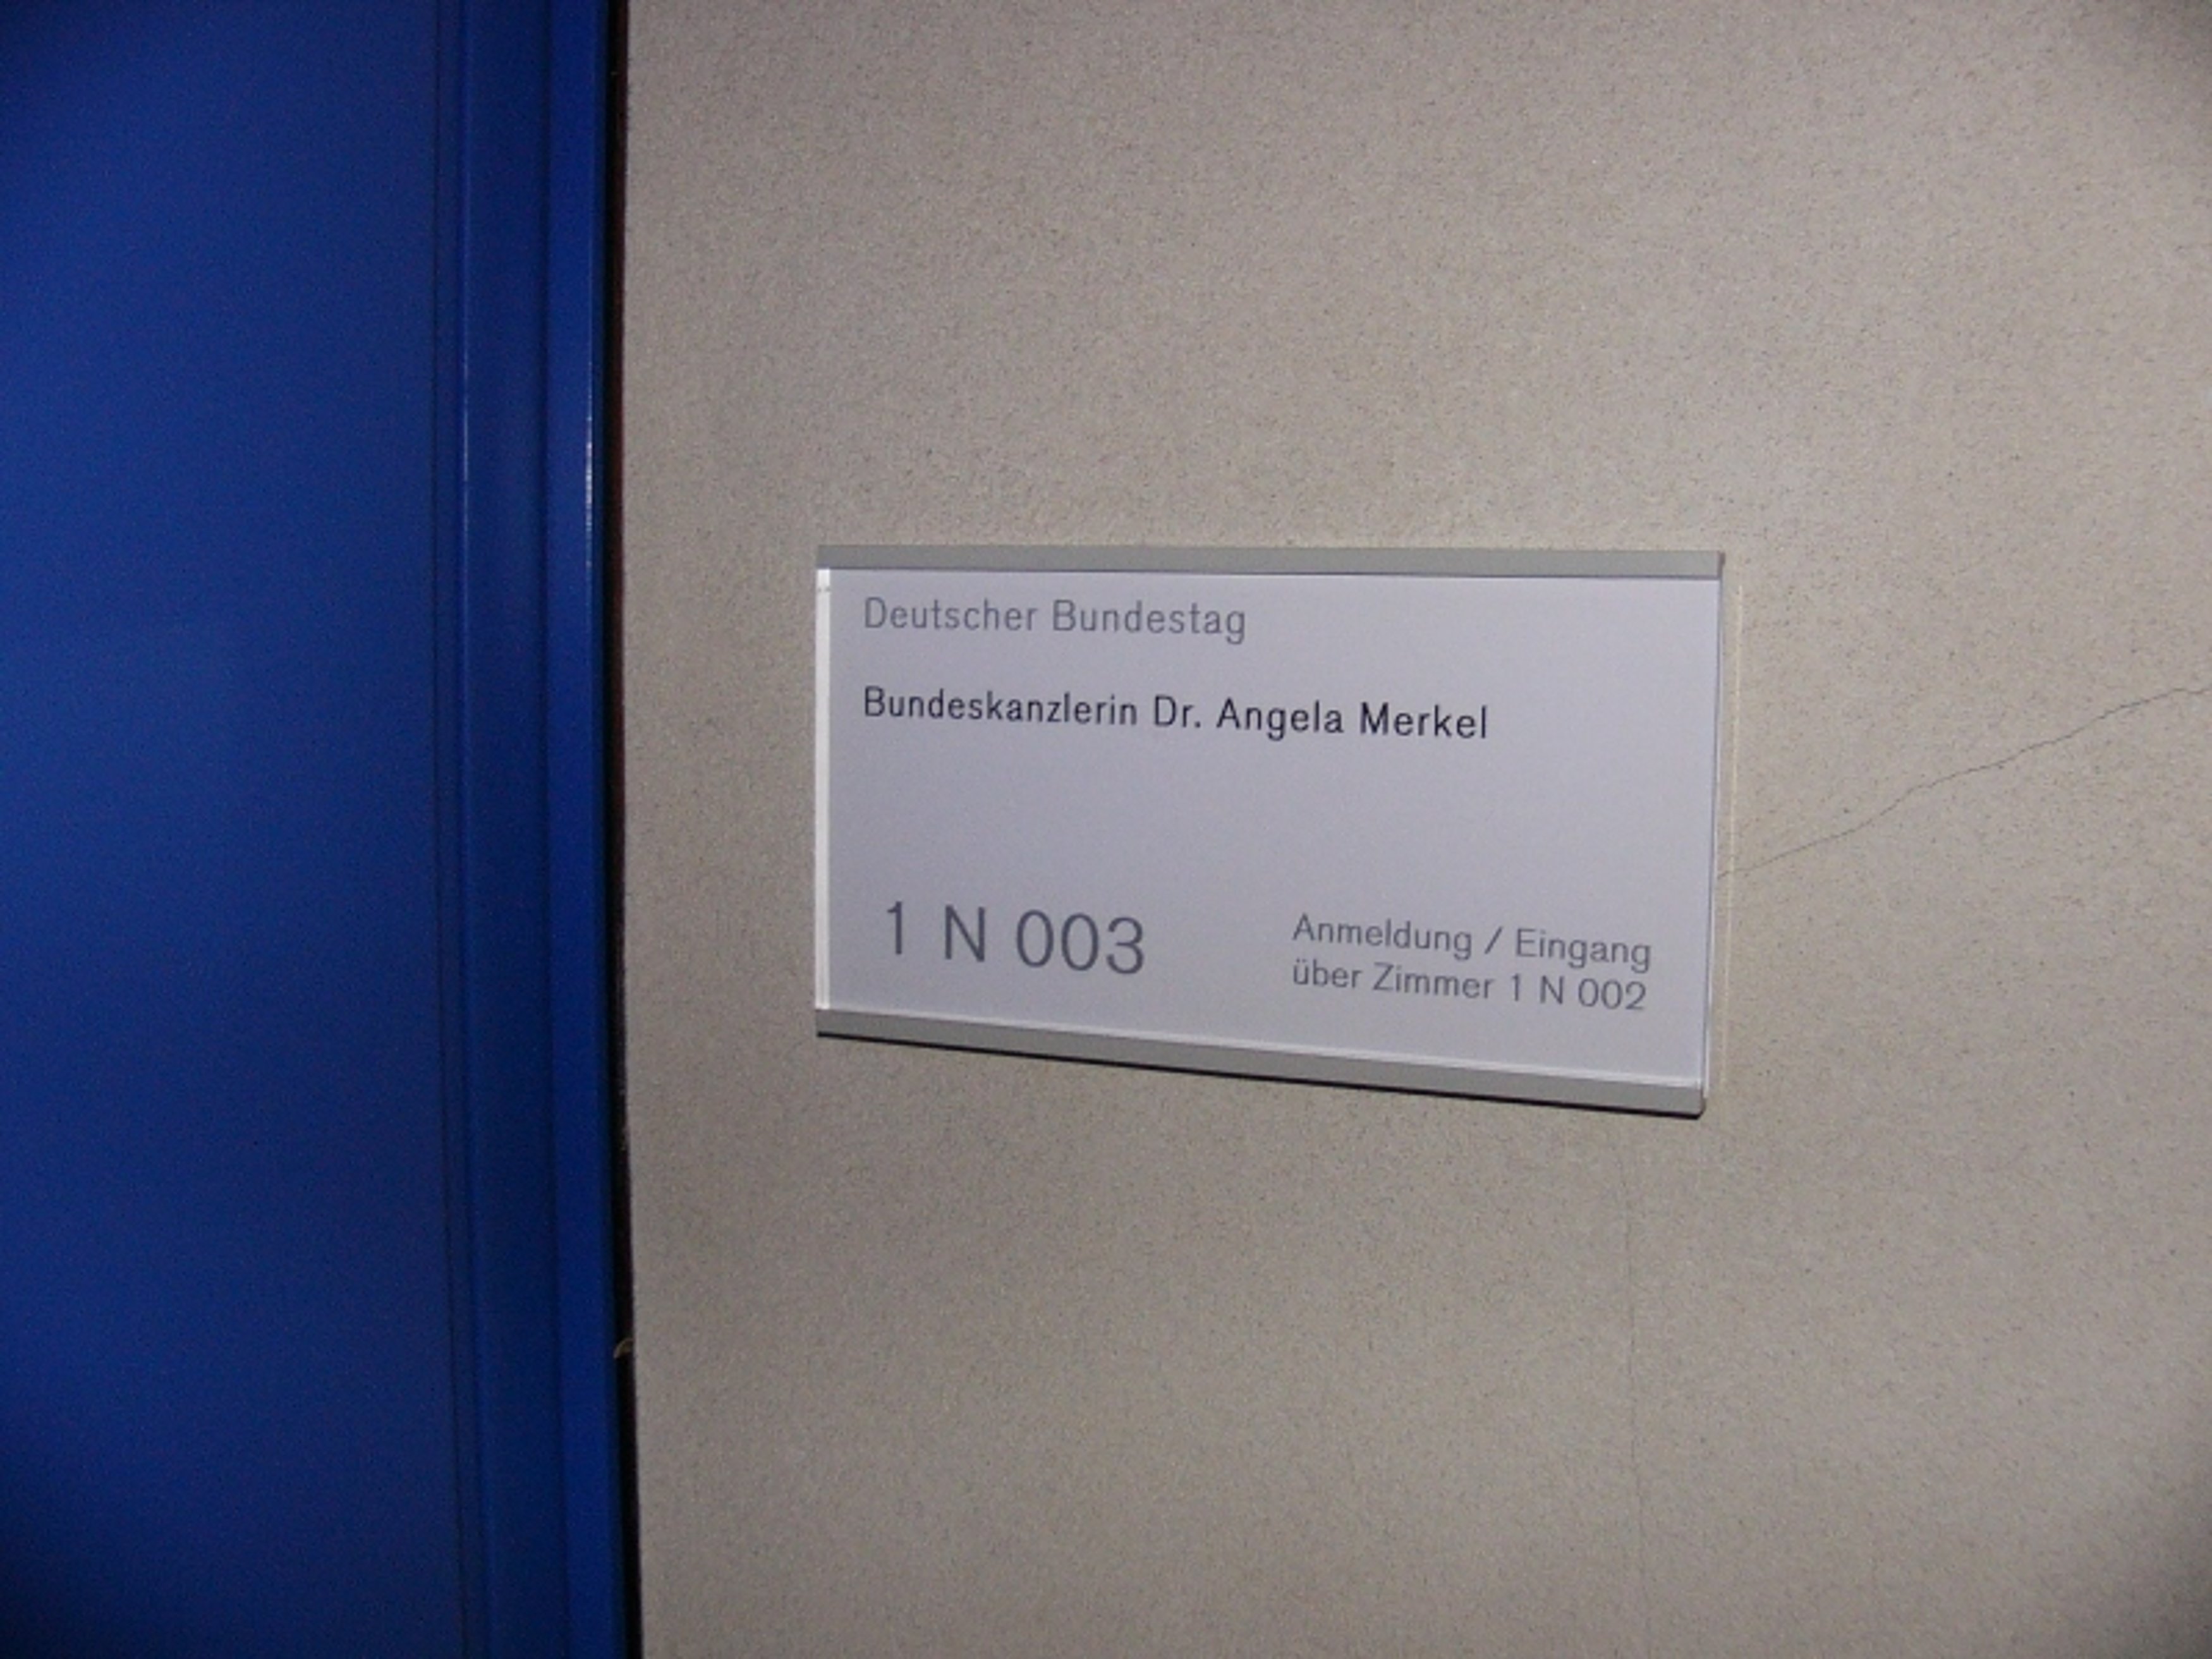 Deutscher Bundestag
Bundeskanzlerin Dr. Angela Merkel
1 N 003
Anmeldung / Eingang
über Zimmer 1 N 002